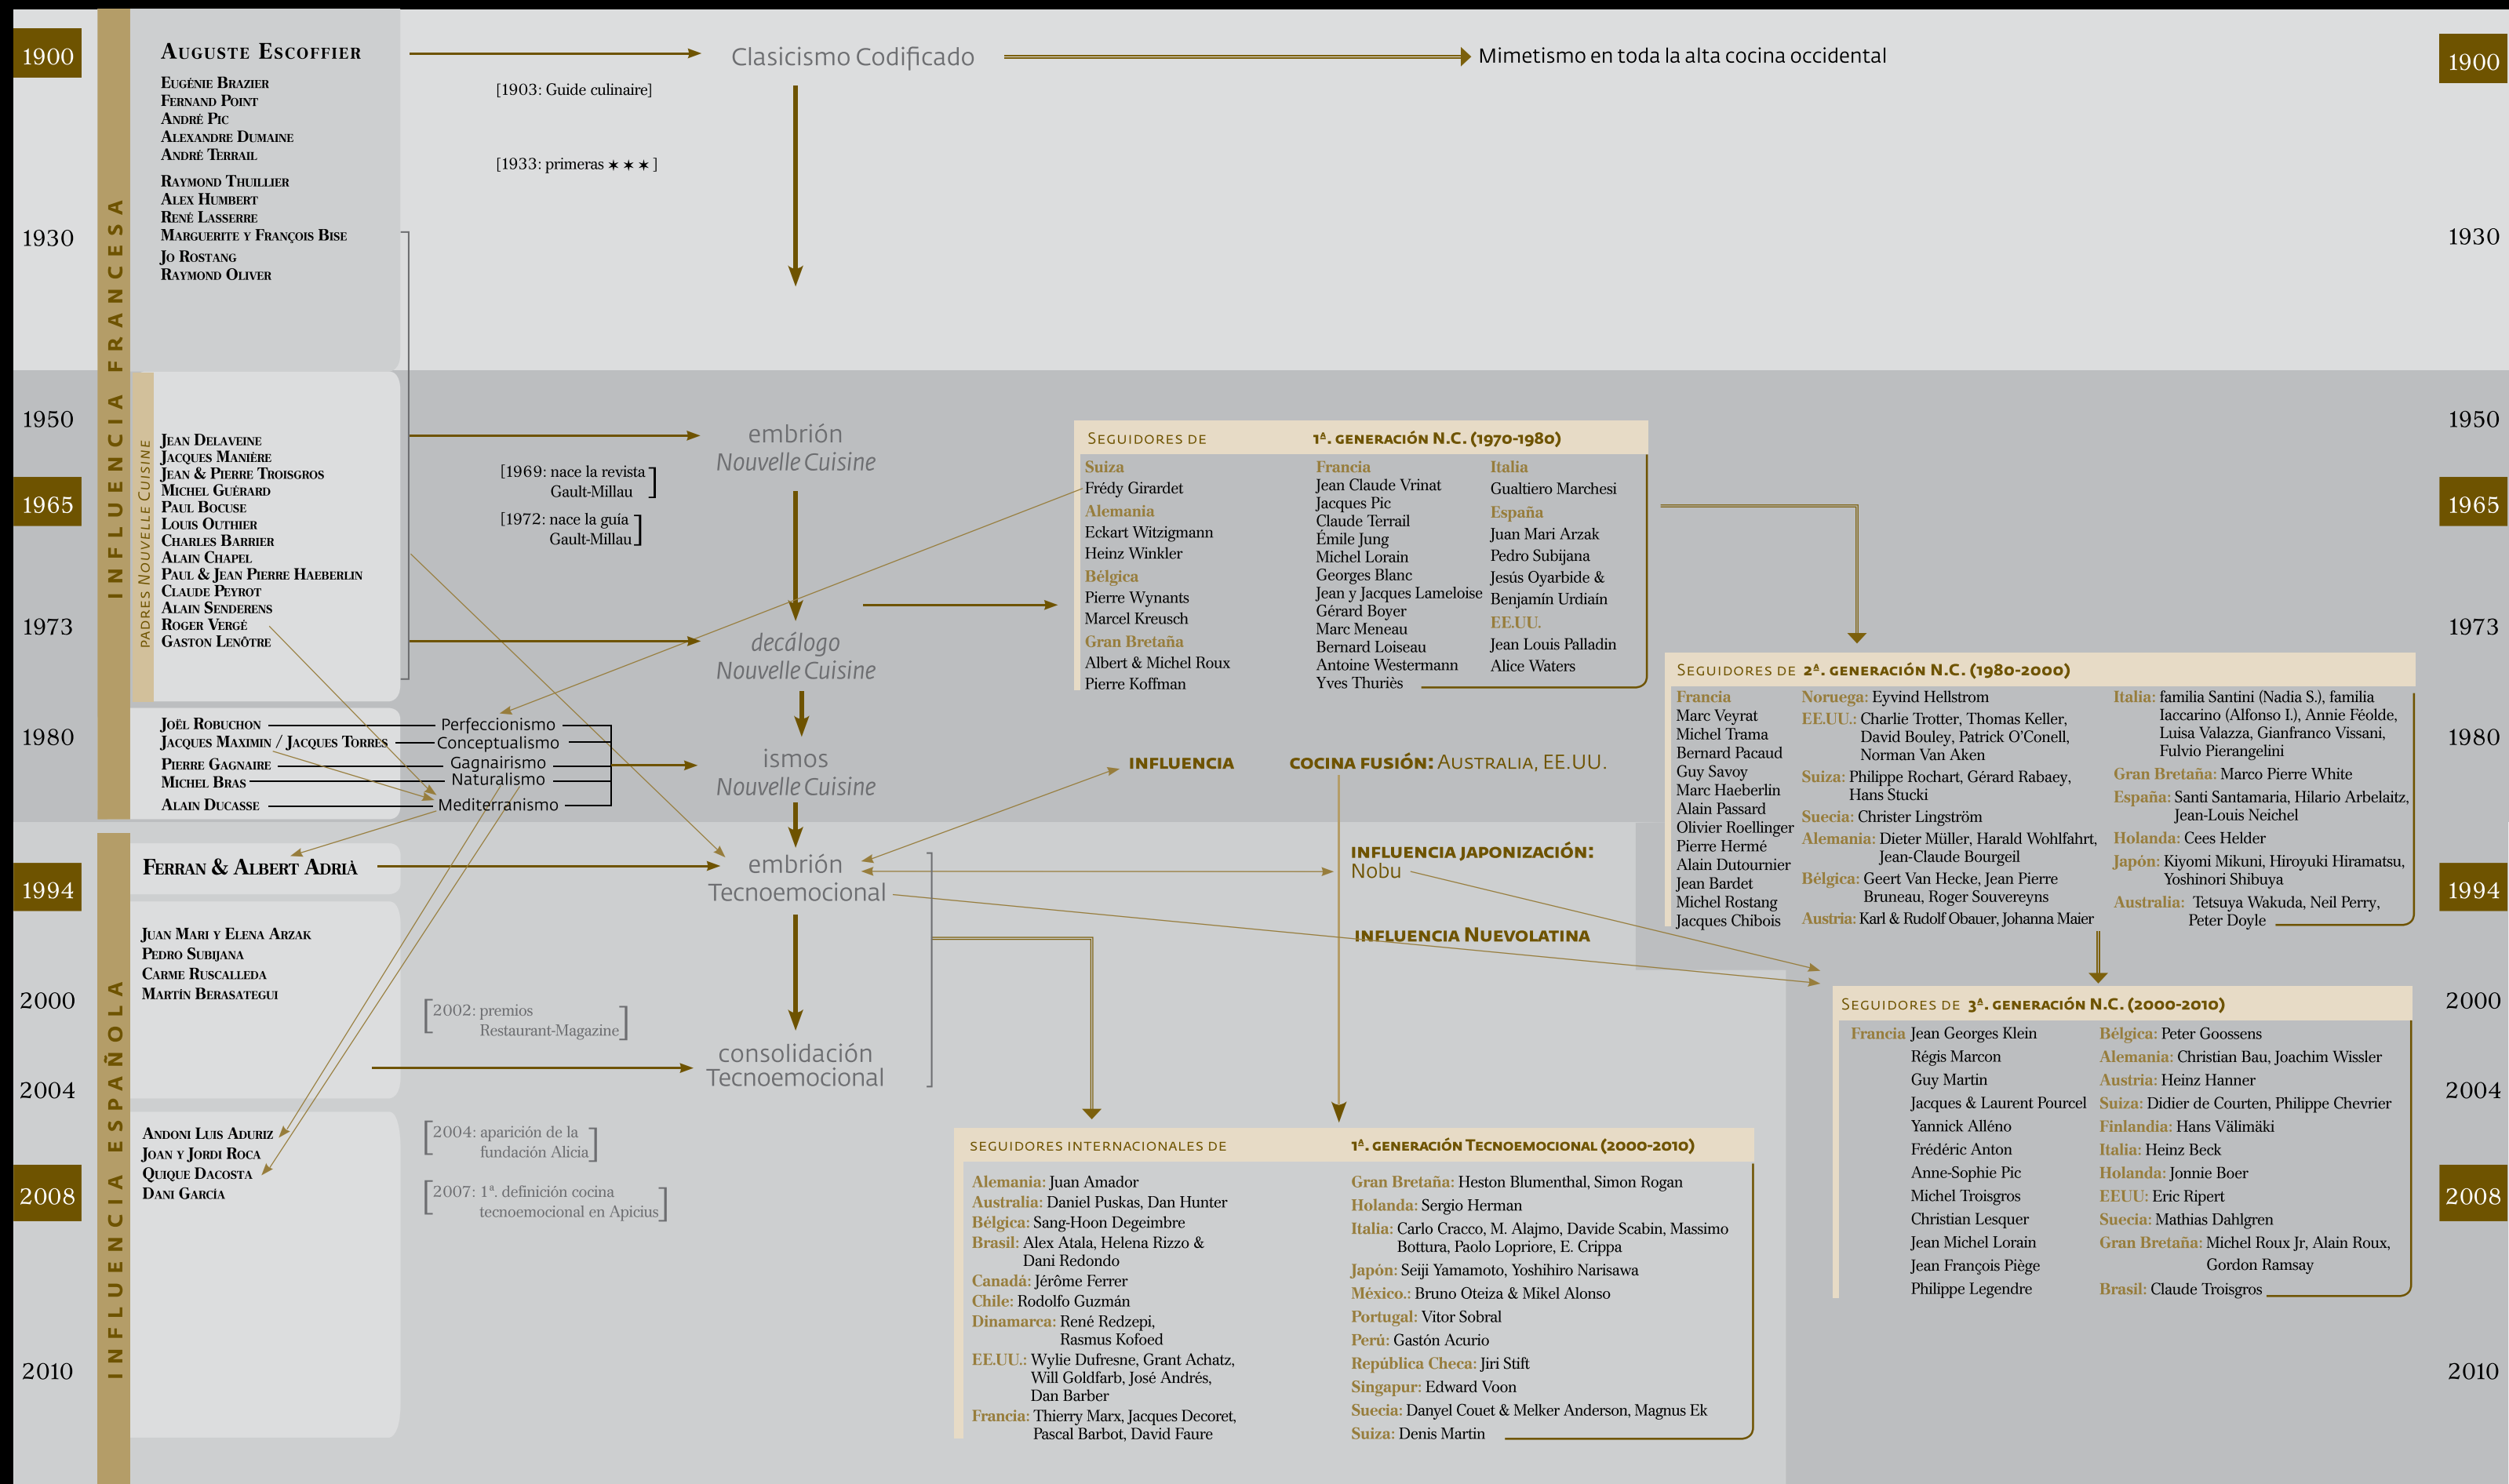 1900
1930
1950
1965
1973
1980
1994
2000
2004
2008
2010
INFLUENCIA FRANCESA
INFLUENCIA ESPAÑOLA
AUGUSTE ESCOFFIER
EUGÉNIE BRAZIER
FERNAND POINT
ANDRÉ PIC
ALEXANDRE DUMAINE
ANDRÉ TERRAIL
RAYMOND THUILLIER
ALEX HUMBERT
RENÉ LASSERRE
MARGUERITE Y FRANÇOIS BISE
JO ROSTANG
RAYMOND OLIVER
Clasicismo Codificado
Mimetismo en toda la alta cocina occidental
[1903: Guide culinaire]
[1933: primeras ✶ ✶ ✶ ]
PADRES NOUVELLE CUISINE
JEAN DELAVEINE
JACQUES MANIÈRE
JEAN & PIERRE TROISGROS
MICHEL GUÉRARD
PAUL BOCUSE
LOUIS OUTHIER
CHARLES BARRIER
ALAIN CHAPEL
PAUL & JEAN PIERRE HAEBERLIN
CLAUDE PEYROT
ALAIN SENDERENS
ROGER VERGÉ
GASTON LENÔTRE
embrión
Nouvelle Cuisine
[1969: nace la revista
Gault-Millau ]
[1972: nace la guía
Gault-Millau]
decálogo
Nouvelle Cuisine
JOËL ROBUCHON
JACQUES MAXIMIN / JACQUES TORRES
PIERRE GAGNAIRE
MICHEL BRAS
ALAIN DUCASSE
Perfeccionismo
Conceptualismo
Gagnairismo
Naturalismo
Mediterranismo
ismos
Nouvelle Cuisine
SEGUIDORES DE 1ª. GENERACIÓN N.C. (1970-1980)
Suiza
Frédy Girardet
Alemania
Eckart Witzigmann
Heinz Winkler
Bélgica
Pierre Wynants
Marcel Kreusch
Gran Bretaña
Albert & Michel Roux
Pierre Koffman
Francia
Jean Claude Vrinat
Jacques Pic
Claude Terrail
Émile Jung
Michel Lorain
Georges Blanc
Jean y Jacques Lameloise
Gérard Boyer
Marc Meneau
Bernard Loiseau
Antoine Westermann
Yves Thuriès
Italia
Gualtiero Marchesi
España
Juan Mari Arzak
Pedro Subijana
Jesús Oyarbide &
Benjamín Urdiaín
EE.UU.
Jean Louis Palladin
Alice Waters
INFLUENCIA
COCINA FUSIÓN: AUSTRALIA, EE.UU.
INFLUENCIA JAPONIZACIÓN:
Nobu
INFLUENCIA NUEVOLATINA
SEGUIDORES DE 2ª. GENERACIÓN N.C. (1980-2000)
Francia
Marc Veyrat
Michel Trama
Bernard Pacaud
Guy Savoy
Marc Haeberlin
Alain Passard
Olivier Roellinger
Pierre Hermé
Alain Dutournier
Jean Bardet
Michel Rostang
Jacques Chibois
Noruega: Eyvind Hellstrom
EE.UU.: Charlie Trotter, Thomas Keller,
David Bouley, Patrick O'Conell,
Norman Van Aken
Suiza: Philippe Rochart, Gérard Rabaey,
Hans Stucki
Suecia: Christer Lingström
Alemania: Dieter Müller, Harald Wohlfahrt,
Jean-Claude Bourgeil
Bélgica: Geert Van Hecke, Jean Pierre
Bruneau, Roger Souvereyns
Austria: Karl & Rudolf Obauer, Johanna Maier
Italia: familia Santini (Nadia S.), familia
Iaccarino (Alfonso I.), Annie Féolde,
Luisa Valazza, Gianfranco Vissani,
Fulvio Pierangelini
Gran Bretaña: Marco Pierre White
España: Santi Santamaria, Hilario Arbelaitz,
Jean-Louis Neichel
Holanda: Cees Helder
Japón: Kiyomi Mikuni, Hiroyuki Hiramatsu,
Yoshinori Shibuya
Australia: Tetsuya Wakuda, Neil Perry,
Peter Doyle
FERRAN & ALBERT ADRIÀ
embrión
Tecnoemocional
JUAN MARI Y ELENA ARZAK
PEDRO SUBIJANA
CARME RUSCALLEDA
MARTÍN BERASATEGUI
[2002: premios
Restaurant-Magazine]
consolidación
Tecnoemocional
ANDONI LUIS ADURIZ
JOAN Y JORDI ROCA
QUIQUE DACOSTA
DANI GARCÍA
[2004: aparición de la
fundación Alicia]
[2007: 1ª. definición cocina
tecnoemocional en Apicius]
SEGUIDORES INTERNACIONALES DE 1ª. GENERACIÓN TECNOEMOCIONAL (2000-2010)
Alemania: Juan Amador
Australia: Daniel Puskas, Dan Hunter
Bélgica: Sang-Hoon Degeimbre
Brasil: Alex Atala, Helena Rizzo &
Dani Redondo
Canadá: Jérôme Ferrer
Chile: Rodolfo Guzmán
Dinamarca: René Redzepi,
Rasmus Kofoed
EE.UU.: Wylie Dufresne, Grant Achatz,
Will Goldfarb, José Andrés,
Dan Barber
Francia: Thierry Marx, Jacques Decoret,
Pascal Barbot, David Faure
Gran Bretaña: Heston Blumenthal, Simon Rogan
Holanda: Sergio Herman
Italia: Carlo Cracco, M. Alajmo, Davide Scabin, Massimo
Bottura, Paolo Lopriore, E. Crippa
Japón: Seiji Yamamoto, Yoshihiro Narisawa
México.: Bruno Oteiza & Mikel Alonso
Portugal: Vitor Sobral
Perú: Gastón Acurio
República Checa: Jiri Stift
Singapur: Edward Voon
Suecia: Danyel Couet & Melker Anderson, Magnus Ek
Suiza: Denis Martin
SEGUIDORES DE 3ª. GENERACIÓN N.C. (2000-2010)
Francia Jean Georges Klein
Régis Marcon
Guy Martin
Jacques & Laurent Pourcel
Yannick Alléno
Frédéric Anton
Anne-Sophie Pic
Michel Troisgros
Christian Lesquer
Jean Michel Lorain
Jean François Piège
Philippe Legendre
Bélgica: Peter Goossens
Alemania: Christian Bau, Joachim Wissler
Austria: Heinz Hanner
Suiza: Didier de Courten, Philippe Chevrier
Finlandia: Hans Välimäki
Italia: Heinz Beck
Holanda: Jonnie Boer
EEUU: Eric Ripert
Suecia: Mathias Dahlgren
Gran Bretaña: Michel Roux Jr, Alain Roux,
Gordon Ramsay
Brasil: Claude Troisgros
1900
1930
1950
1965
1973
1980
1994
2000
2004
2008
2010